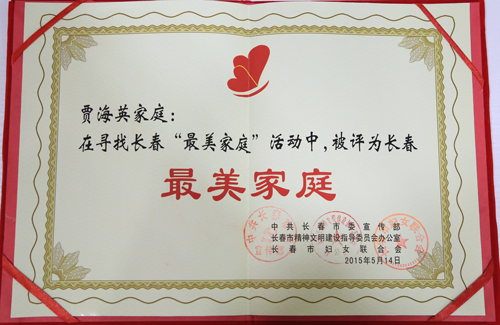 贾海英家庭：
在寻找长春“最美家庭”活动中，被评为长春
最美家庭
中共长春市委宣传部
长春市精神文明建设指导委员会办公室
长春市妇女联合会
2015年5月14日